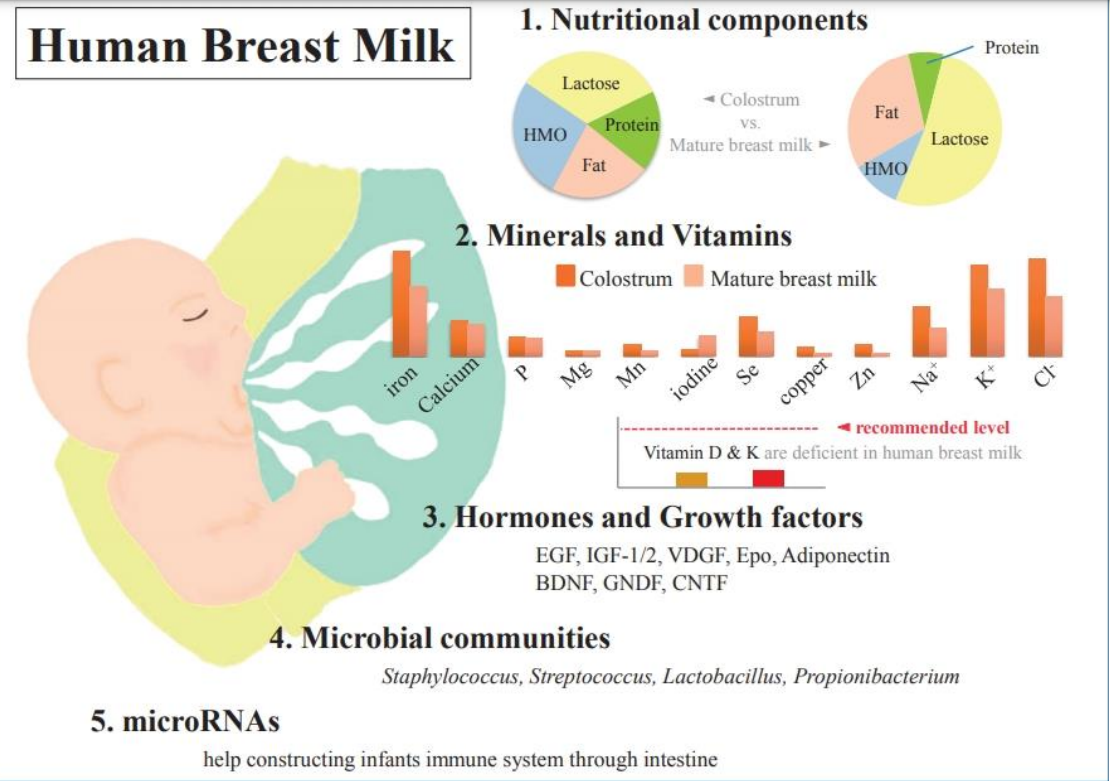 Human Breast Milk
1. Nutritional components
Lactose
HMO
Protein
Fat
◄ Colostrum
vs.
Mature breast milk ►
Protein
Fat
Lactose
HMO
2. Minerals and Vitamins
Colostrum
Mature breast milk
iron
Calcium
P
Mg
Mn
iodine
Se
copper
Zn
Na⁺
K⁺
Cl⁻
◄ recommended level
Vitamin D & K are deficient in human breast milk
3. Hormones and Growth factors
EGF, IGF-1/2, VDGF, Epo, Adiponectin
BDNF, GNDF, CNTF
4. Microbial communities
Staphylococcus, Streptococcus, Lactobacillus, Propionibacterium
5. microRNAs
help constructing infants immune system through intestine